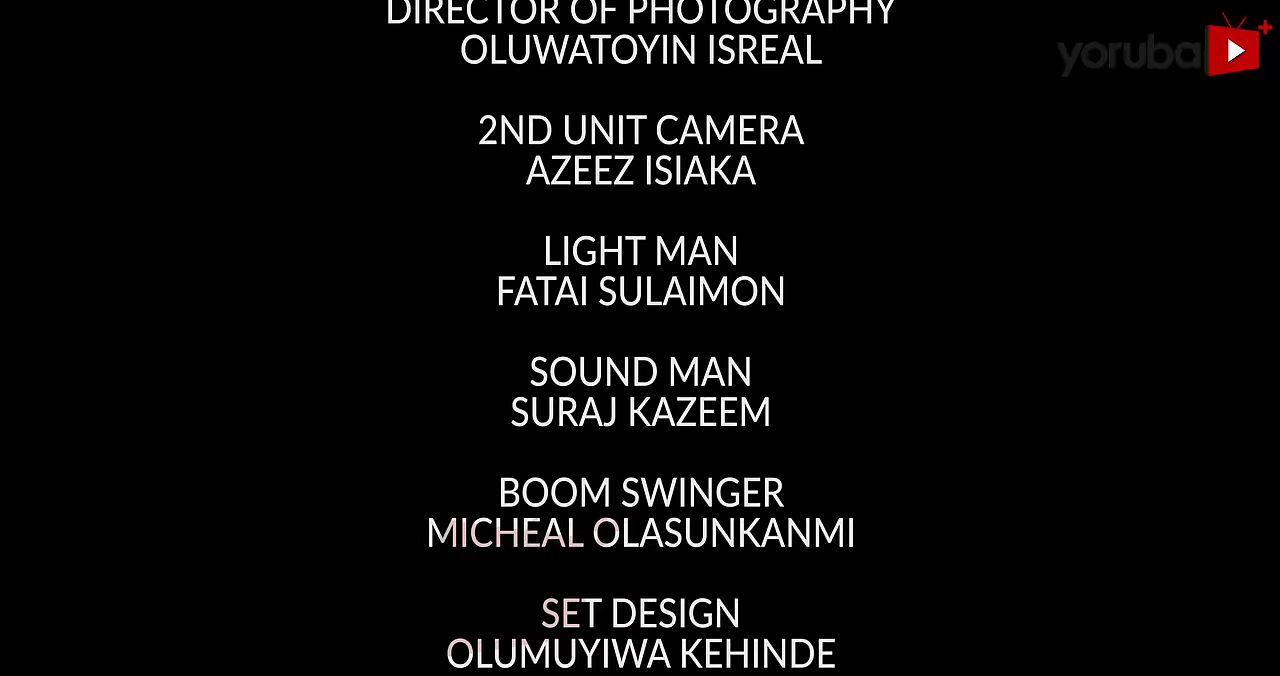 DIRECTOR OF PHOTOGRAPHY
OLUWATOYIN ISREAL
yoruba
2ND UNIT CAMERA
AZEEZ ISIAKA
LIGHT MAN
FATAI SULAIMON
SOUND MAN
SURAJ KAZEEM
BOOM SWINGER
MICHEAL OLASUNKANMI
SET DESIGN
OLUMUYIWA KEHINDE